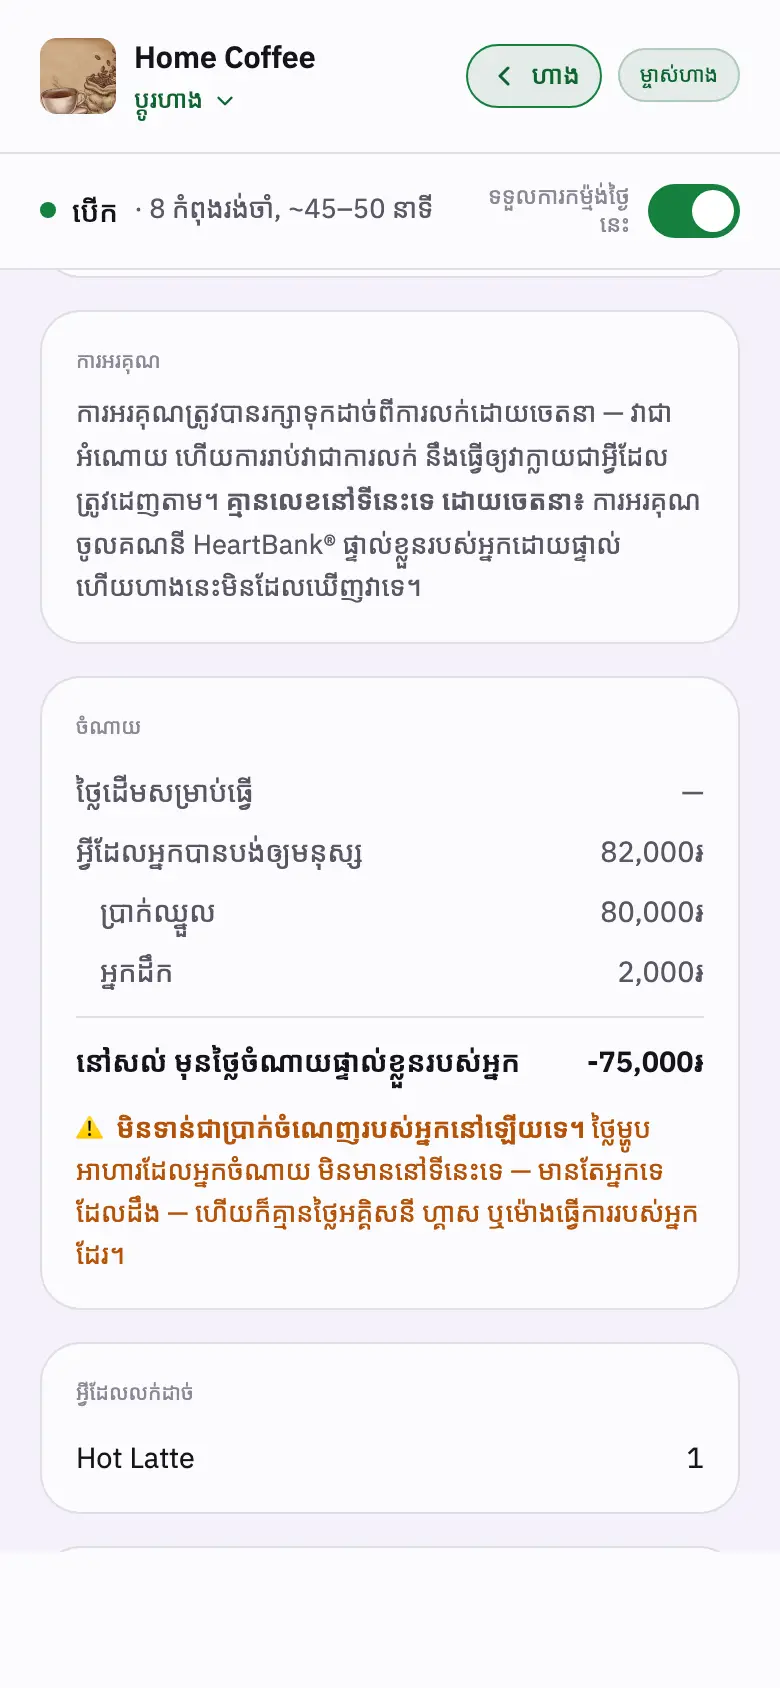 Home Coffee
ប្ដូរហាង
ហាង
ម្ចាស់ហាង
បើក · 8 កំពុងរង់ចាំ, ~45–50 នាទី
ទទួលការកម្ម៉ង់ថ្ងៃ
នេះ
ការអរគុណ
ការអរគុណត្រូវបានរក្សាទុកដាច់ពីការលក់ដោយចេតនា — វាជា
អំណោយ ហើយការរាប់វាជាការលក់ នឹងធ្វើឲ្យវាក្លាយជាអ្វីដែល
ត្រូវដេញតាម។ គ្មានលេខនៅទីនេះទេ ដោយចេតនា៖ ការអរគុណ
ចូលគណនី HeartBank® ផ្ទាល់ខ្លួនរបស់អ្នកដោយផ្ទាល់
ហើយហាងនេះមិនដែលឃើញវាទេ។
ចំណាយ
ថ្លៃដើមសម្រាប់ធ្វើ —
អ្វីដែលអ្នកបានបង់ឲ្យមនុស្ស 82,000៛
ប្រាក់ឈ្នួល 80,000៛
អ្នកដឹក 2,000៛
នៅសល់ មុនថ្លៃចំណាយផ្ទាល់ខ្លួនរបស់អ្នក -75,000៛
⚠️ មិនទាន់ជាប្រាក់ចំណេញរបស់អ្នកនៅឡើយទេ។ ថ្លៃម្ហូប
អាហារដែលអ្នកចំណាយ មិនមាននៅទីនេះទេ — មានតែអ្នកទេ
ដែលដឹង — ហើយក៏គ្មានថ្លៃអគ្គិសនី ហ្គាស ឬម៉ោងធ្វើការរបស់អ្នក
ដែរ។
អ្វីដែលលក់ដាច់
Hot Latte 1